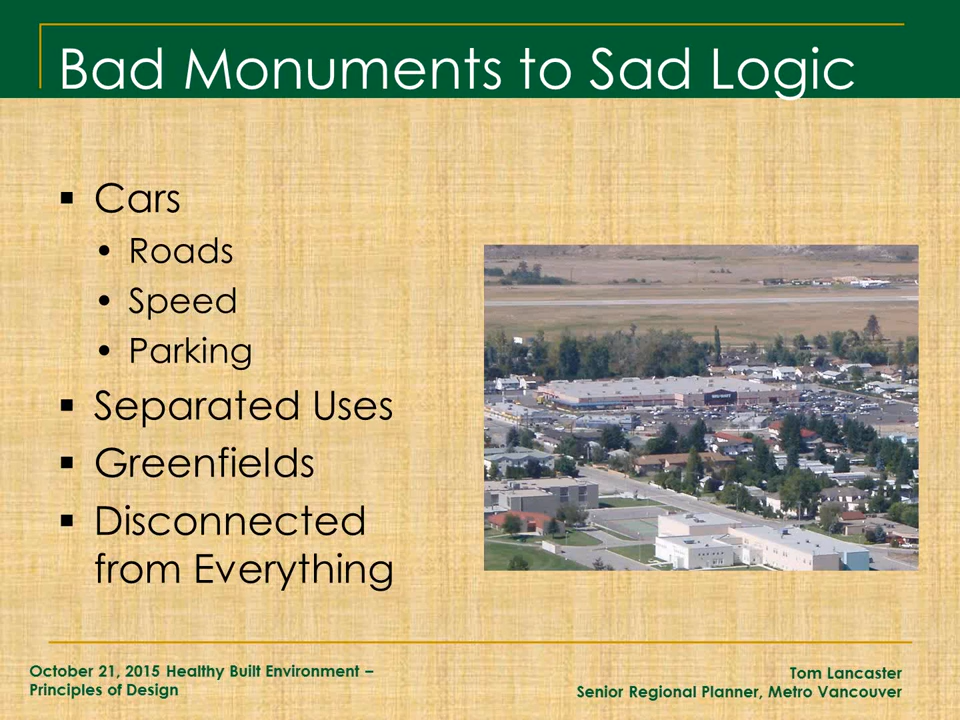 Bad Monuments to Sad Logic
▪ Cars
• Roads
• Speed
• Parking
▪ Separated Uses
▪ Greenfields
▪ Disconnected
from Everything
October 21, 2015 Healthy Built Environment –
Principles of Design
Tom Lancaster
Senior Regional Planner, Metro Vancouver